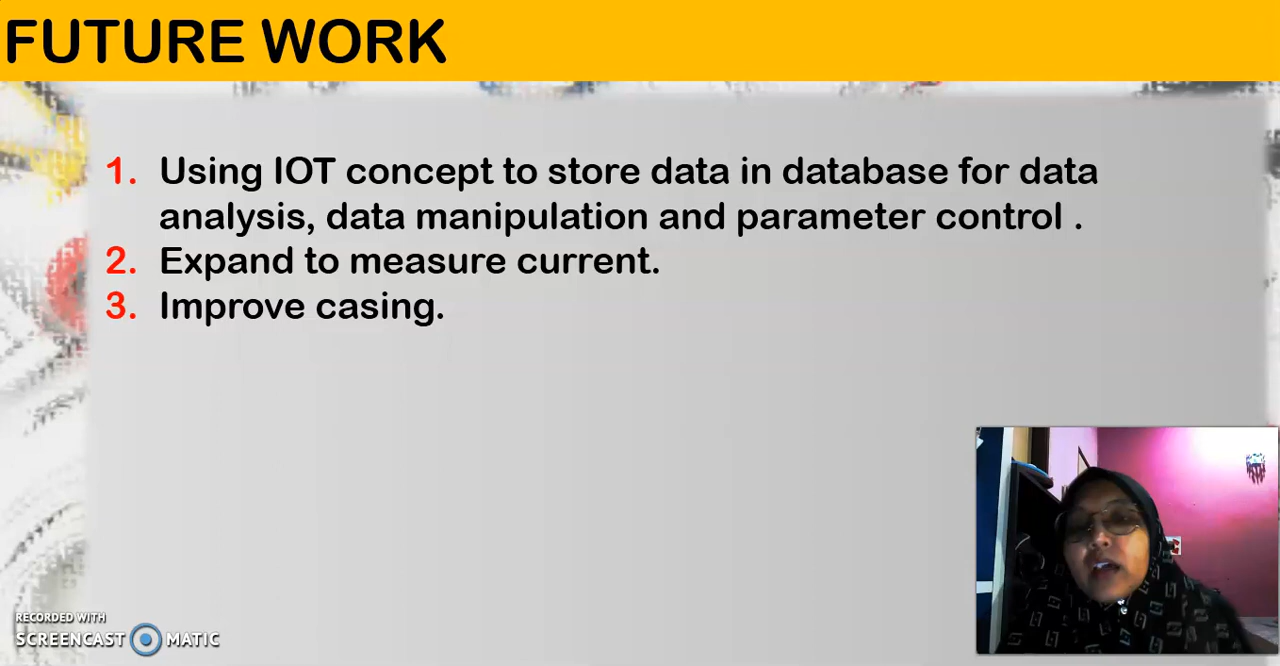 FUTURE WORK
1. Using IOT concept to store data in database for data
analysis, data manipulation and parameter control .
2. Expand to measure current.
3. Improve casing.
RECORDED WITH
SCREENCAST MATIC